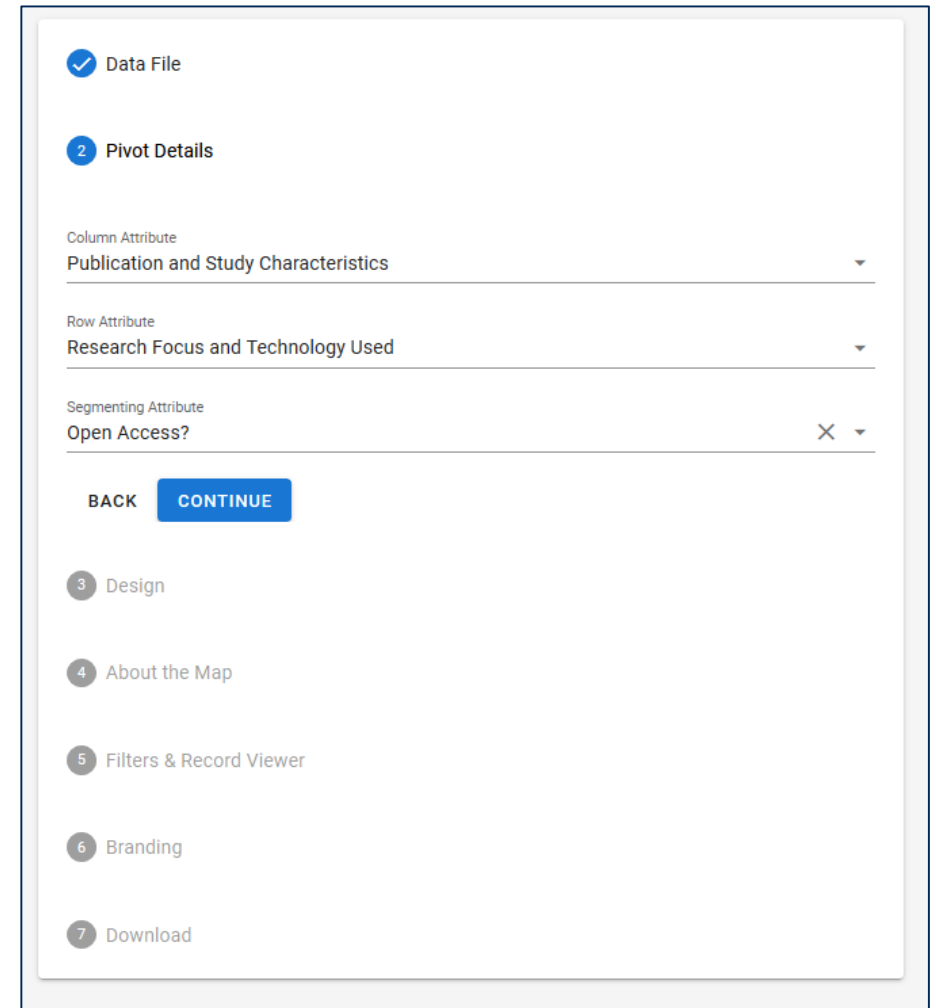 Data File
2 Pivot Details
Column Attribute
Publication and Study Characteristics
Row Attribute
Research Focus and Technology Used
Segmenting Attribute
Open Access?
BACK CONTINUE
3 Design
4 About the Map
5 Filters & Record Viewer
6 Branding
7 Download